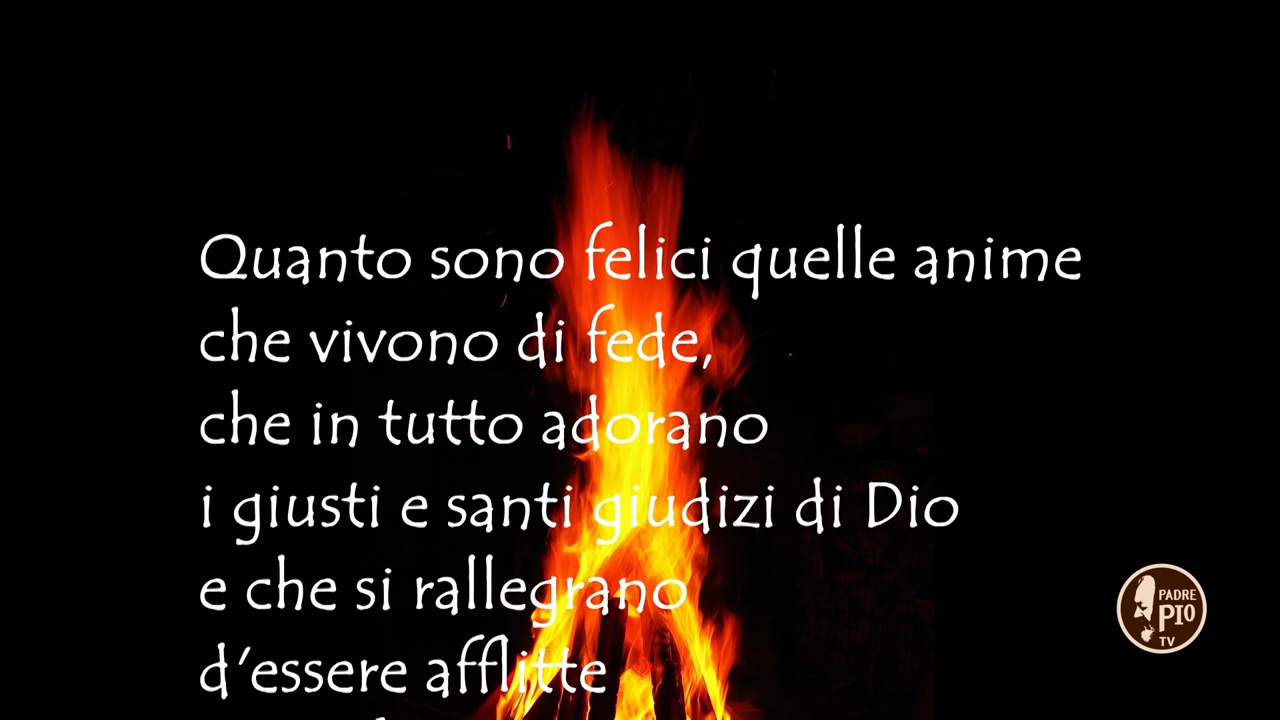 Quanto sono felici quelle anime
che vivono di fede,
che in tutto adorano
i giusti e santi giudizi di Dio
e che si rallegrano
d'essere afflitte
PADRE
PIO
TV